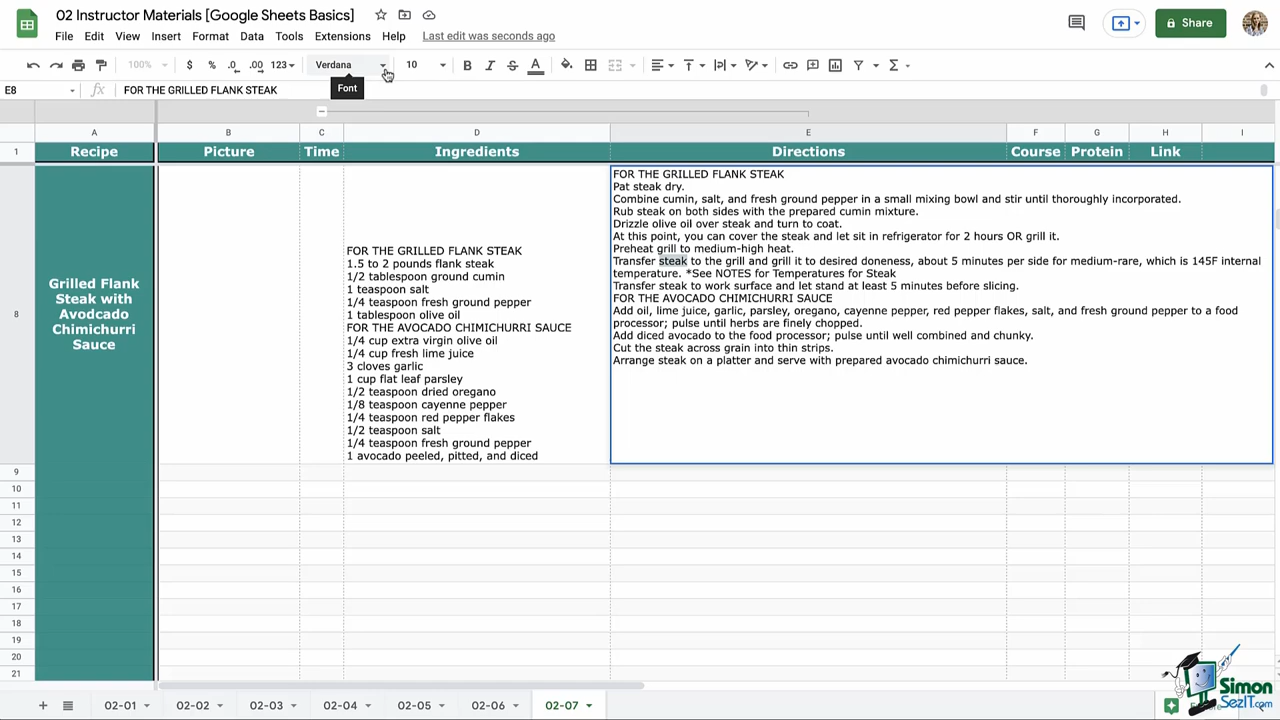 02 Instructor Materials [Google Sheets Basics]
File Edit View Insert Format Data Tools Extensions Help Last edit was seconds ago
Share
100% $ % .0 .00 123 Verdana 10 B I S A
Font
E8 fx FOR THE GRILLED FLANK STEAK
A B C D E F G H I
1 Recipe Picture Time Ingredients Directions Course Protein Link
FOR THE GRILLED FLANK STEAK
Pat steak dry.
Combine cumin, salt, and fresh ground pepper in a small mixing bowl and stir until thoroughly incorporated.
Rub steak on both sides with the prepared cumin mixture.
Drizzle olive oil over steak and turn to coat.
At this point, you can cover the steak and let sit in refrigerator for 2 hours OR grill it.
Preheat grill to medium-high heat.
Transfer steak to the grill and grill it to desired doneness, about 5 minutes per side for medium-rare, which is 145F internal
temperature. *See NOTES for Temperatures for Steak
Transfer steak to work surface and let stand at least 5 minutes before slicing.
FOR THE AVOCADO CHIMICHURRI SAUCE
Add oil, lime juice, garlic, parsley, oregano, cayenne pepper, red pepper flakes, salt, and fresh ground pepper to a food
processor; pulse until herbs are finely chopped.
Add diced avocado to the food processor; pulse until well combined and chunky.
Cut the steak across grain into thin strips.
Arrange steak on a platter and serve with prepared avocado chimichurri sauce.
FOR THE GRILLED FLANK STEAK
1.5 to 2 pounds flank steak
1/2 tablespoon ground cumin
1 teaspoon salt
1/4 teaspoon fresh ground pepper
1 tablespoon olive oil
FOR THE AVOCADO CHIMICHURRI SAUCE
1/4 cup extra virgin olive oil
1/4 cup fresh lime juice
3 cloves garlic
1 cup flat leaf parsley
1/2 teaspoon dried oregano
1/8 teaspoon cayenne pepper
1/4 teaspoon red pepper flakes
1/2 teaspoon salt
1/4 teaspoon fresh ground pepper
1 avocado peeled, pitted, and diced
Grilled Flank
Steak with
Avodcado
Chimichurri
Sauce
8
9
10
11
12
13
14
15
16
17
18
19
20
21
Simon
SezIT.com
02-01 02-02 02-03 02-04 02-05 02-06 02-07